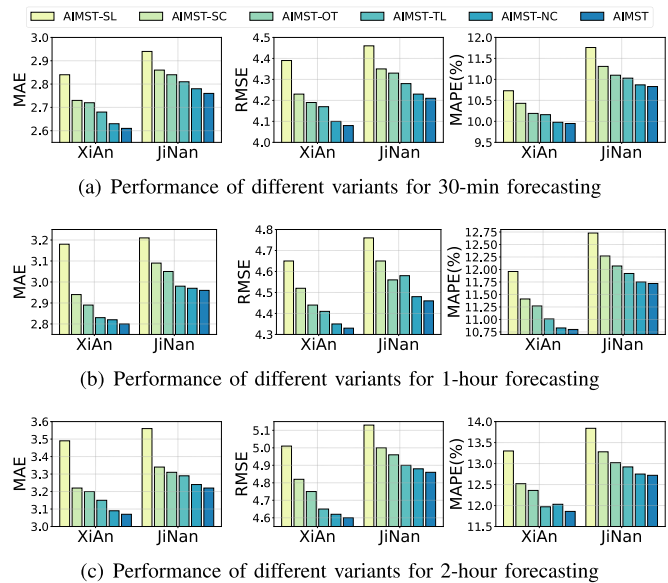 AIMST-SL AIMST-SC AIMST-OT AIMST-TL AIMST-NC AIMST
MAE
3.0
2.9
2.8
2.7
2.6
XiAn JiNan
RMSE
4.5
4.4
4.3
4.2
4.1
4.0
XiAn JiNan
MAPE(%)
12.0
11.5
11.0
10.5
10.0
9.5
XiAn JiNan
(a) Performance of different variants for 30-min forecasting
MAE
3.2
3.1
3.0
2.9
2.8
XiAn JiNan
RMSE
4.8
4.7
4.6
4.5
4.4
4.3
XiAn JiNan
MAPE(%)
12.75
12.50
12.25
12.00
11.75
11.50
11.25
11.00
10.75
XiAn JiNan
(b) Performance of different variants for 1-hour forecasting
MAE
3.6
3.5
3.4
3.3
3.2
3.1
3.0
XiAn JiNan
RMSE
5.1
5.0
4.9
4.8
4.7
4.6
XiAn JiNan
MAPE(%)
14.0
13.5
13.0
12.5
12.0
11.5
XiAn JiNan
(c) Performance of different variants for 2-hour forecasting